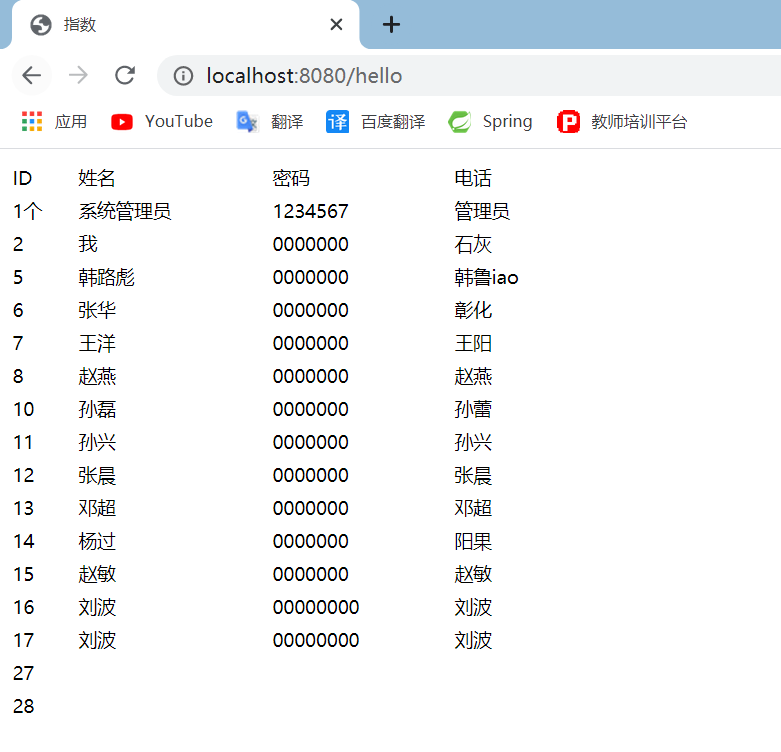 指数
localhost:8080/hello
应用 YouTube 翻译 译 百度翻译 Spring P 教师培训平台
ID 姓名 密码 电话
1个 系统管理员 1234567 管理员
2 我 0000000 石灰
5 韩路彪 0000000 韩鲁iao
6 张华 0000000 彰化
7 王洋 0000000 王阳
8 赵燕 0000000 赵燕
10 孙磊 0000000 孙蕾
11 孙兴 0000000 孙兴
12 张晨 0000000 张晨
13 邓超 0000000 邓超
14 杨过 0000000 阳果
15 赵敏 0000000 赵敏
16 刘波 00000000 刘波
17 刘波 00000000 刘波
27
28